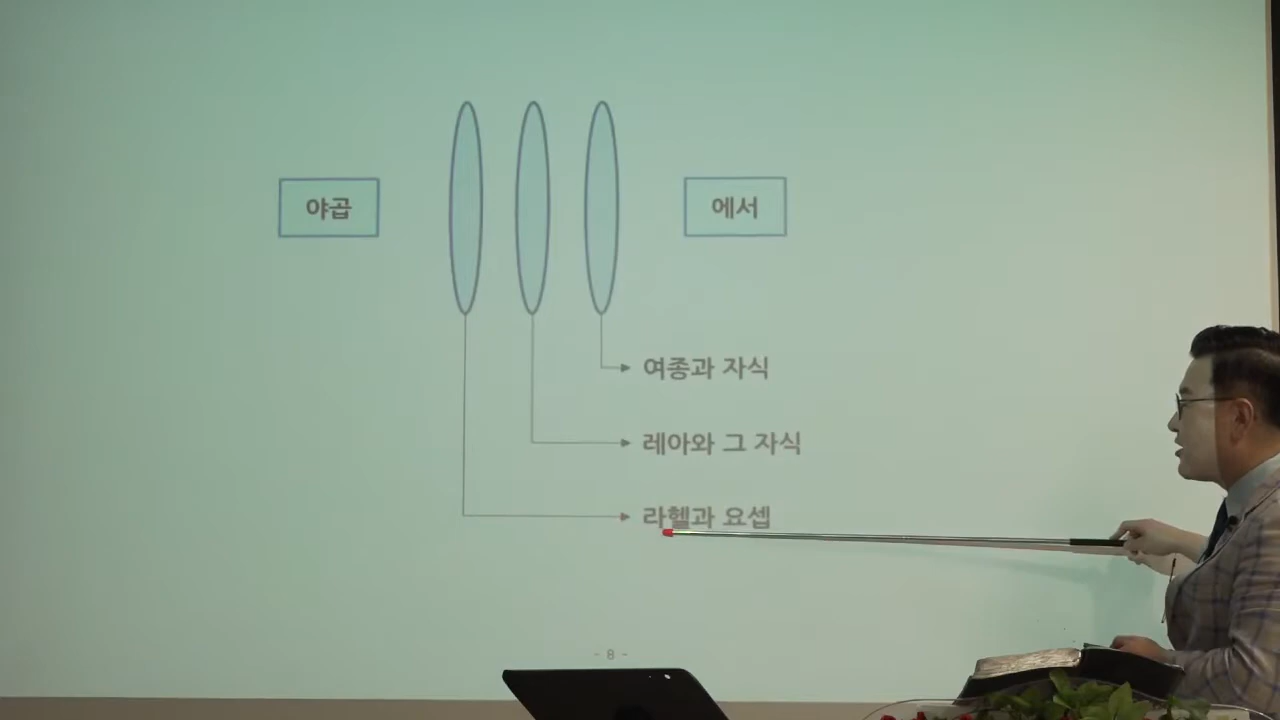 야곱
에서
여종과 자식
레아와 그 자식
라헬과 요셉
- 8 -